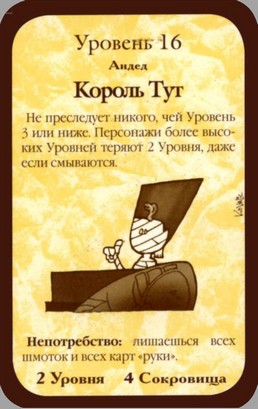 Уровень 16
Андед
Король Тут
Не преследует никого, чей Уровень
3 или ниже. Персонажи более высо-
ких Уровней теряют 2 Уровня, даже
если смываются.
Непотребство: лишаешься всех
шмоток и всех карт «руки».
2 Уровня 4 Сокровища